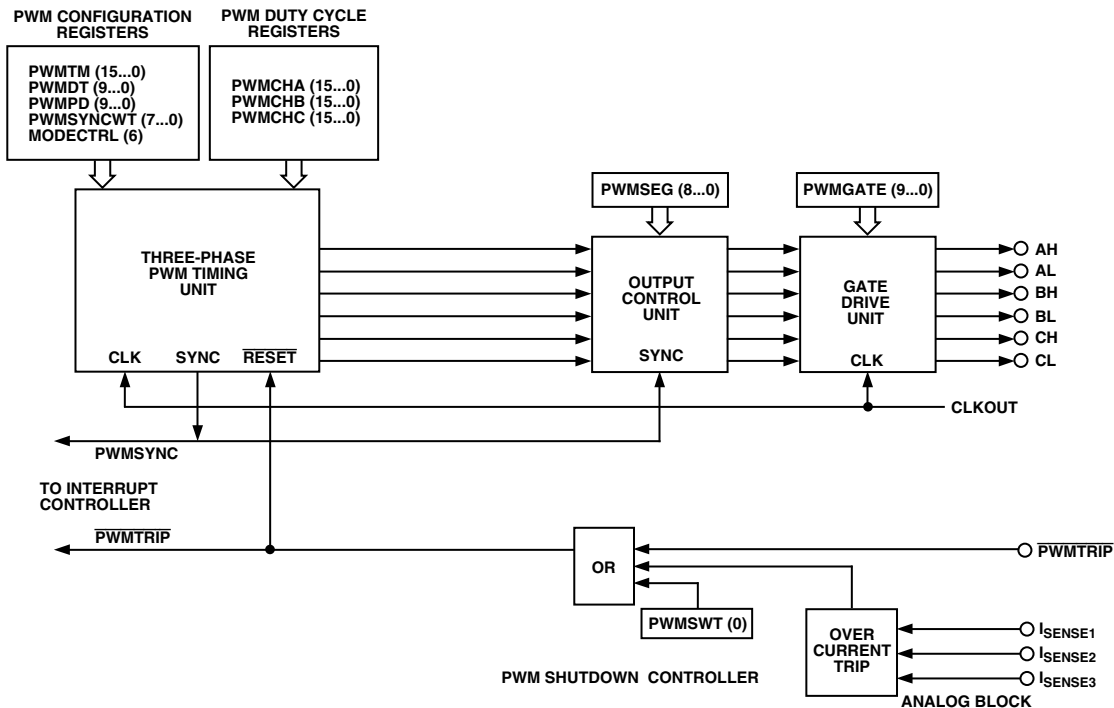 PWM CONFIGURATION
REGISTERS
PWM DUTY CYCLE
REGISTERS
PWMTM (15...0)
PWMDT (9...0)
PWMPD (9...0)
PWMSYNCWT (7...0)
MODECTRL (6)
PWMCHA (15...0)
PWMCHB (15...0)
PWMCHC (15...0)
PWMSEG (8...0)
PWMGATE (9...0)
THREE-PHASE
PWM TIMING
UNIT
CLK SYNC RESET
OUTPUT
CONTROL
UNIT
SYNC
GATE
DRIVE
UNIT
CLK
AH
AL
BH
BL
CH
CL
CLKOUT
PWMSYNC
TO INTERRUPT
CONTROLLER
PWMTRIP
OR
PWMTRIP
PWMSWT (0)
OVER
CURRENT
TRIP
ISENSE1
ISENSE2
ISENSE3
PWM SHUTDOWN CONTROLLER
ANALOG BLOCK